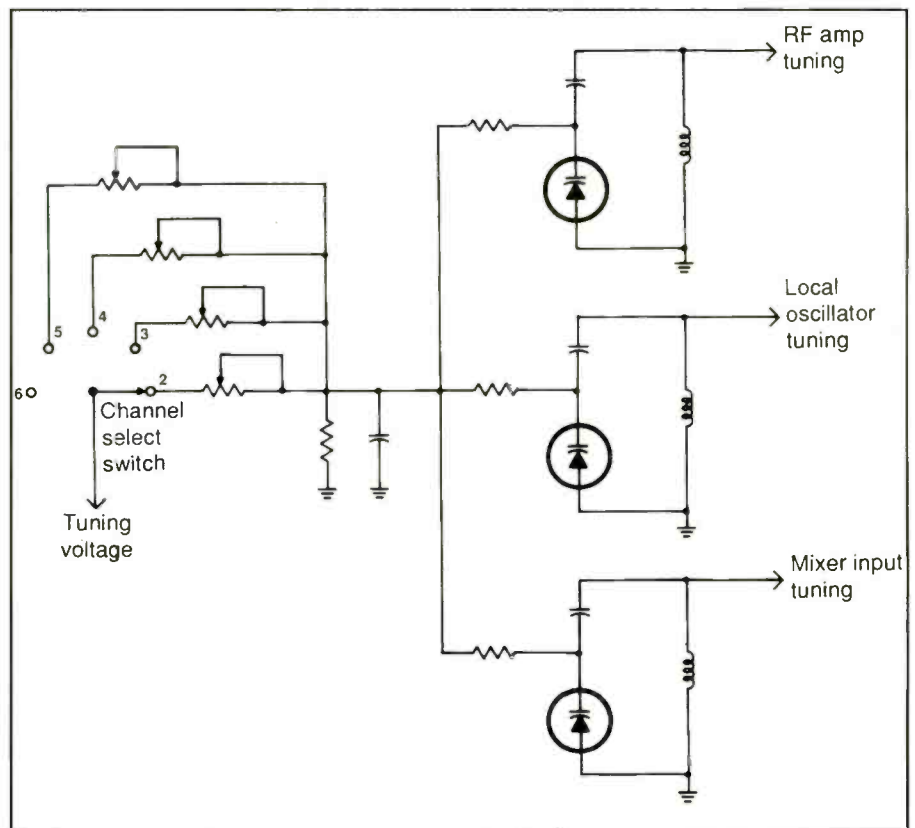 RF amp
tuning
5
4
3
2
6
Channel
select
switch
Tuning
voltage
Local
oscillator
tuning
Mixer input
tuning